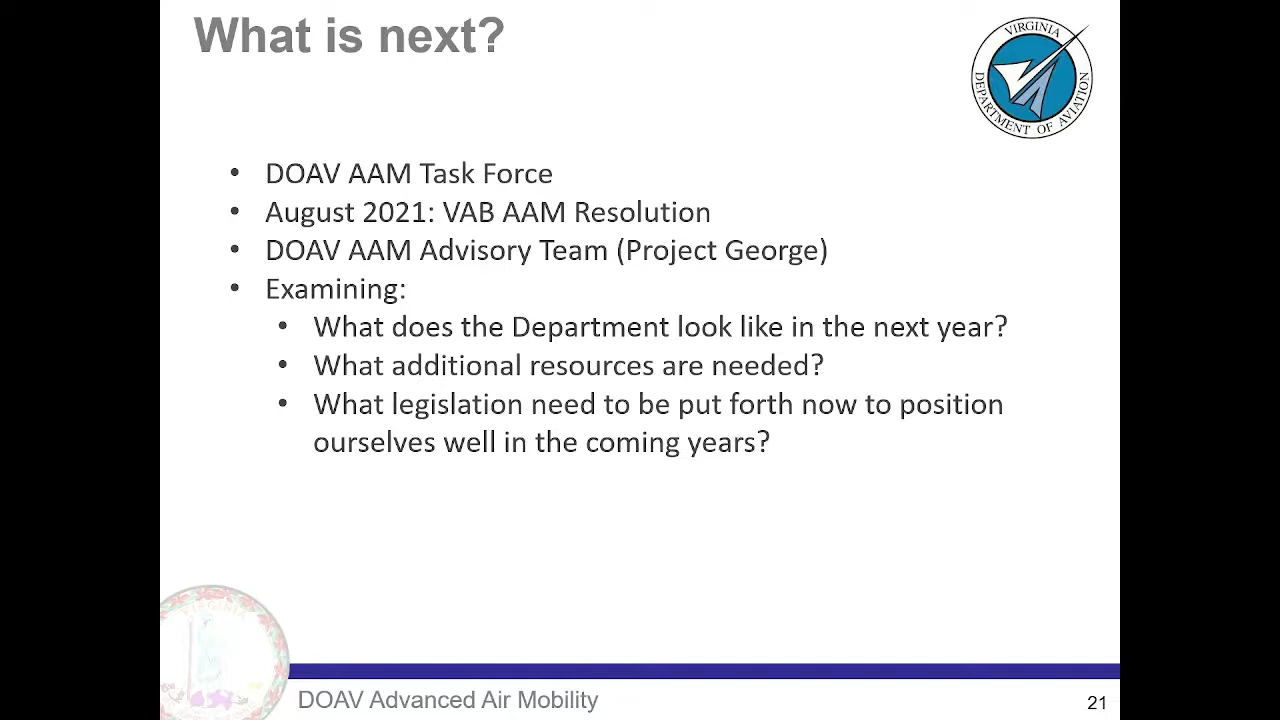 What is next?
VIRGINIA
DEPARTMENT OF AVIATION
• DOAV AAM Task Force
• August 2021: VAB AAM Resolution
• DOAV AAM Advisory Team (Project George)
• Examining:
• What does the Department look like in the next year?
• What additional resources are needed?
• What legislation need to be put forth now to position
ourselves well in the coming years?
VIRGINIA
DOAV Advanced Air Mobility
21